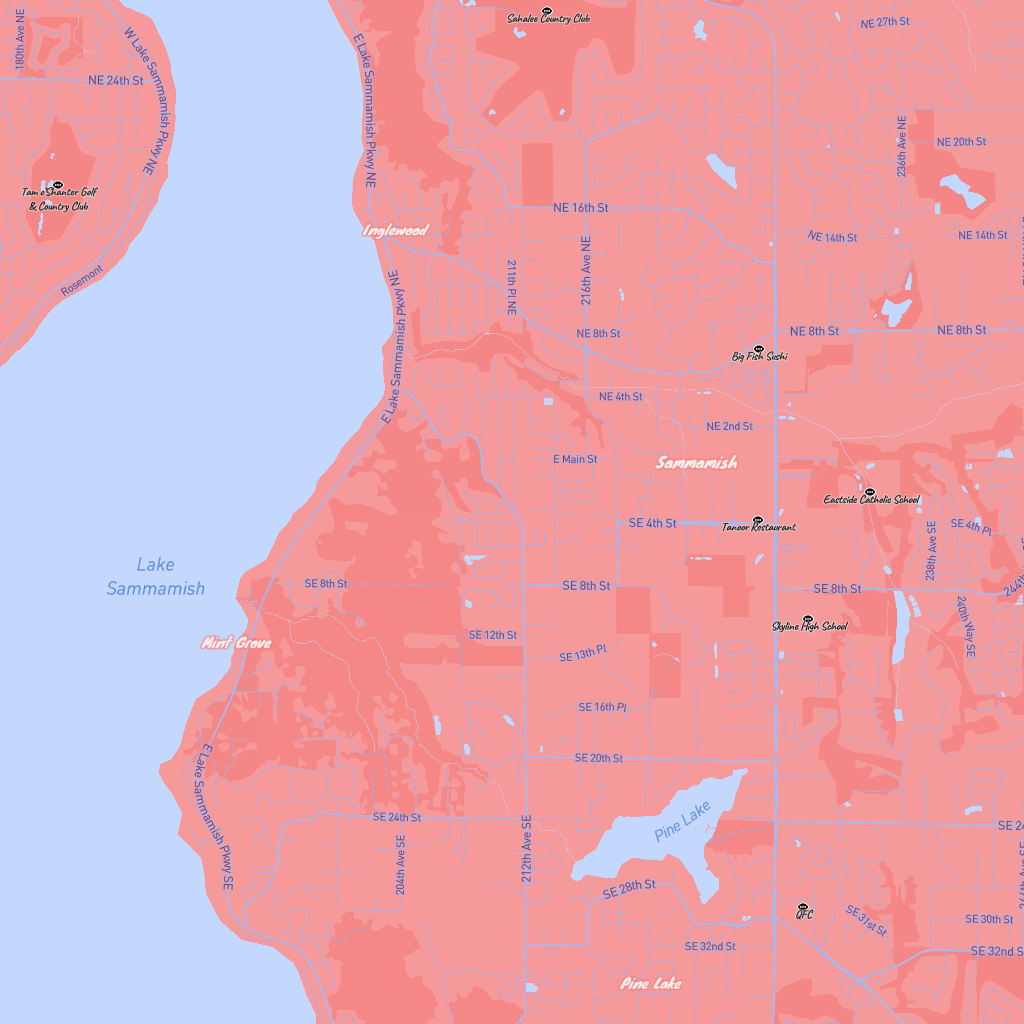 180th Ave NE
W Lake Sammamish Pkwy NE
NE 24th St
E Lake Sammamish Pkwy NE
Sahalee Country Club
NE 27th St
236th Ave NE
NE 20th St
Tam o'Shanter Golf
& Country Club
NE 16th St
Inglewood
NE 14th St
NE 14th St
216th Ave NE
211th Pl NE
Rosemont
E Lake Sammamish Pkwy NE
NE 8th St
NE 8th St
NE 8th St
Big Fish Sushi
NE 4th St
NE 2nd St
E Main St
Sammamish
Eastside Catholic School
SE 4th St
Tanoor Restaurant
SE 4th Pl
238th Ave SE
Lake
Sammamish
SE 8th St
SE 8th St
SE 8th St
244th
240th Way SE
Skyline High School
SE 12th St
Mint Grove
SE 13th Pl
SE 16th Pl
SE 20th St
E Lake Sammamish Pkwy SE
SE 24th St
Pine Lake
SE 24
204th Ave SE
212th Ave SE
244th Ave SE
SE 28th St
QFC
SE 31st St
SE 30th St
SE 32nd St
SE 32nd S
Pine Lake